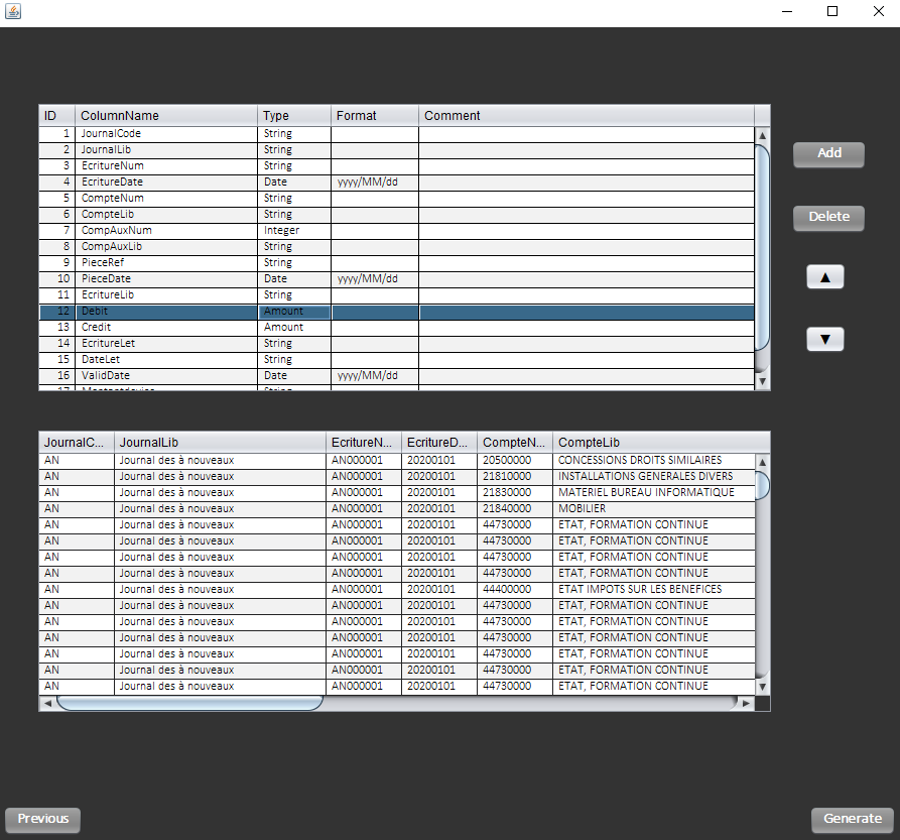 ID ColumnName Type Format Comment
1 JournalCode String
2 JournalLib String
3 EcritureNum String
4 EcritureDate Date yyyy/MM/dd
5 CompteNum String
6 CompteLib String
7 CompAuxNum Integer
8 CompAuxLib String
9 PieceRef String
10 PieceDate Date yyyy/MM/dd
11 EcritureLib String
12 Debit Amount
13 Credit Amount
14 EcritureLet String
15 DateLet String
16 ValidDate Date yyyy/MM/dd
Add
Delete
▲
▼
JournalC... JournalLib EcritureN... EcritureD... CompteN... CompteLib
AN Journal des à nouveaux AN000001 20200101 20500000 CONCESSIONS DROITS SIMILAIRES
AN Journal des à nouveaux AN000001 20200101 21810000 INSTALLATIONS GENERALES DIVERS
AN Journal des à nouveaux AN000001 20200101 21830000 MATERIEL BUREAU INFORMATIQUE
AN Journal des à nouveaux AN000001 20200101 21840000 MOBILIER
AN Journal des à nouveaux AN000001 20200101 44730000 ETAT, FORMATION CONTINUE
AN Journal des à nouveaux AN000001 20200101 44730000 ETAT, FORMATION CONTINUE
AN Journal des à nouveaux AN000001 20200101 44730000 ETAT, FORMATION CONTINUE
AN Journal des à nouveaux AN000001 20200101 44730000 ETAT, FORMATION CONTINUE
AN Journal des à nouveaux AN000001 20200101 44400000 ETAT IMPOTS SUR LES BENEFICES
AN Journal des à nouveaux AN000001 20200101 44730000 ETAT, FORMATION CONTINUE
AN Journal des à nouveaux AN000001 20200101 44730000 ETAT, FORMATION CONTINUE
AN Journal des à nouveaux AN000001 20200101 44730000 ETAT, FORMATION CONTINUE
AN Journal des à nouveaux AN000001 20200101 44730000 ETAT, FORMATION CONTINUE
AN Journal des à nouveaux AN000001 20200101 44730000 ETAT, FORMATION CONTINUE
AN Journal des à nouveaux AN000001 20200101 44730000 ETAT, FORMATION CONTINUE
Previous
Generate